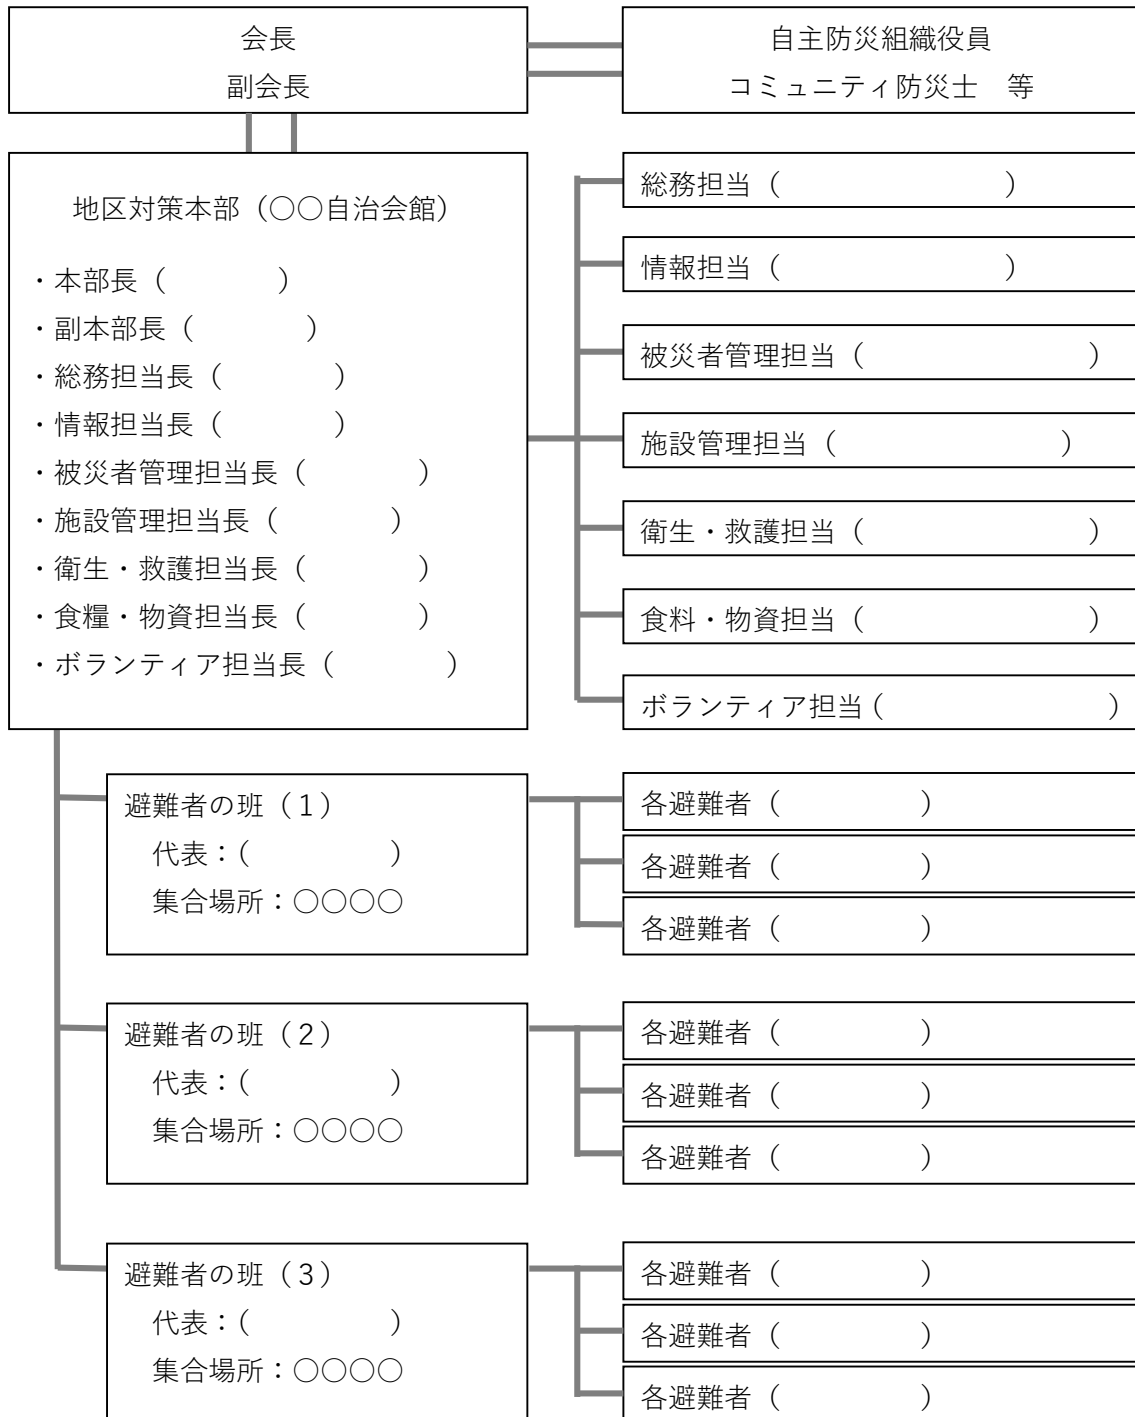 会長
副会長
自主防災組織役員
コミュニティ防災士　等
地区対策本部（○○自治会館）
・本部長（　　　　）
・副本部長（　　　　）
・総務担当長（　　　　）
・情報担当長（　　　　）
・被災者管理担当長（　　　　）
・施設管理担当長（　　　　）
・衛生・救護担当長（　　　　）
・食糧・物資担当長（　　　　）
・ボランティア担当長（　　　　）
総務担当（　　　　　　　　）
情報担当（　　　　　　　　）
被災者管理担当（　　　　　　　　）
施設管理担当（　　　　　　　　）
衛生・救護担当（　　　　　　　　）
食料・物資担当（　　　　　　　　）
ボランティア担当（　　　　　　　　）
避難者の班（１）
代表：（　　　　　）
集合場所：○○○○
各避難者（　　　　　）
各避難者（　　　　　）
各避難者（　　　　　）
避難者の班（２）
代表：（　　　　　）
集合場所：○○○○
各避難者（　　　　　）
各避難者（　　　　　）
各避難者（　　　　　）
避難者の班（３）
代表：（　　　　　）
集合場所：○○○○
各避難者（　　　　　）
各避難者（　　　　　）
各避難者（　　　　　）